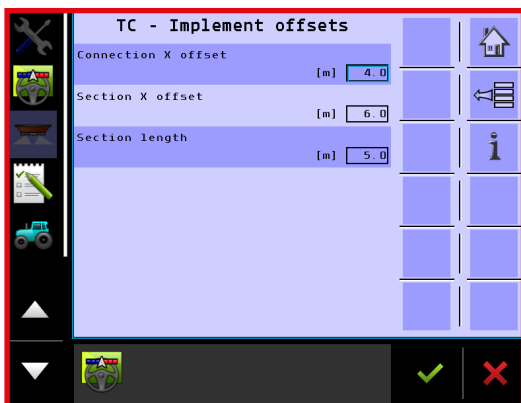 TC - Implement offsets
Connection X offset
[m] 4.0
Section X offset
[m] 6.0
Section length
[m] 5.0
i